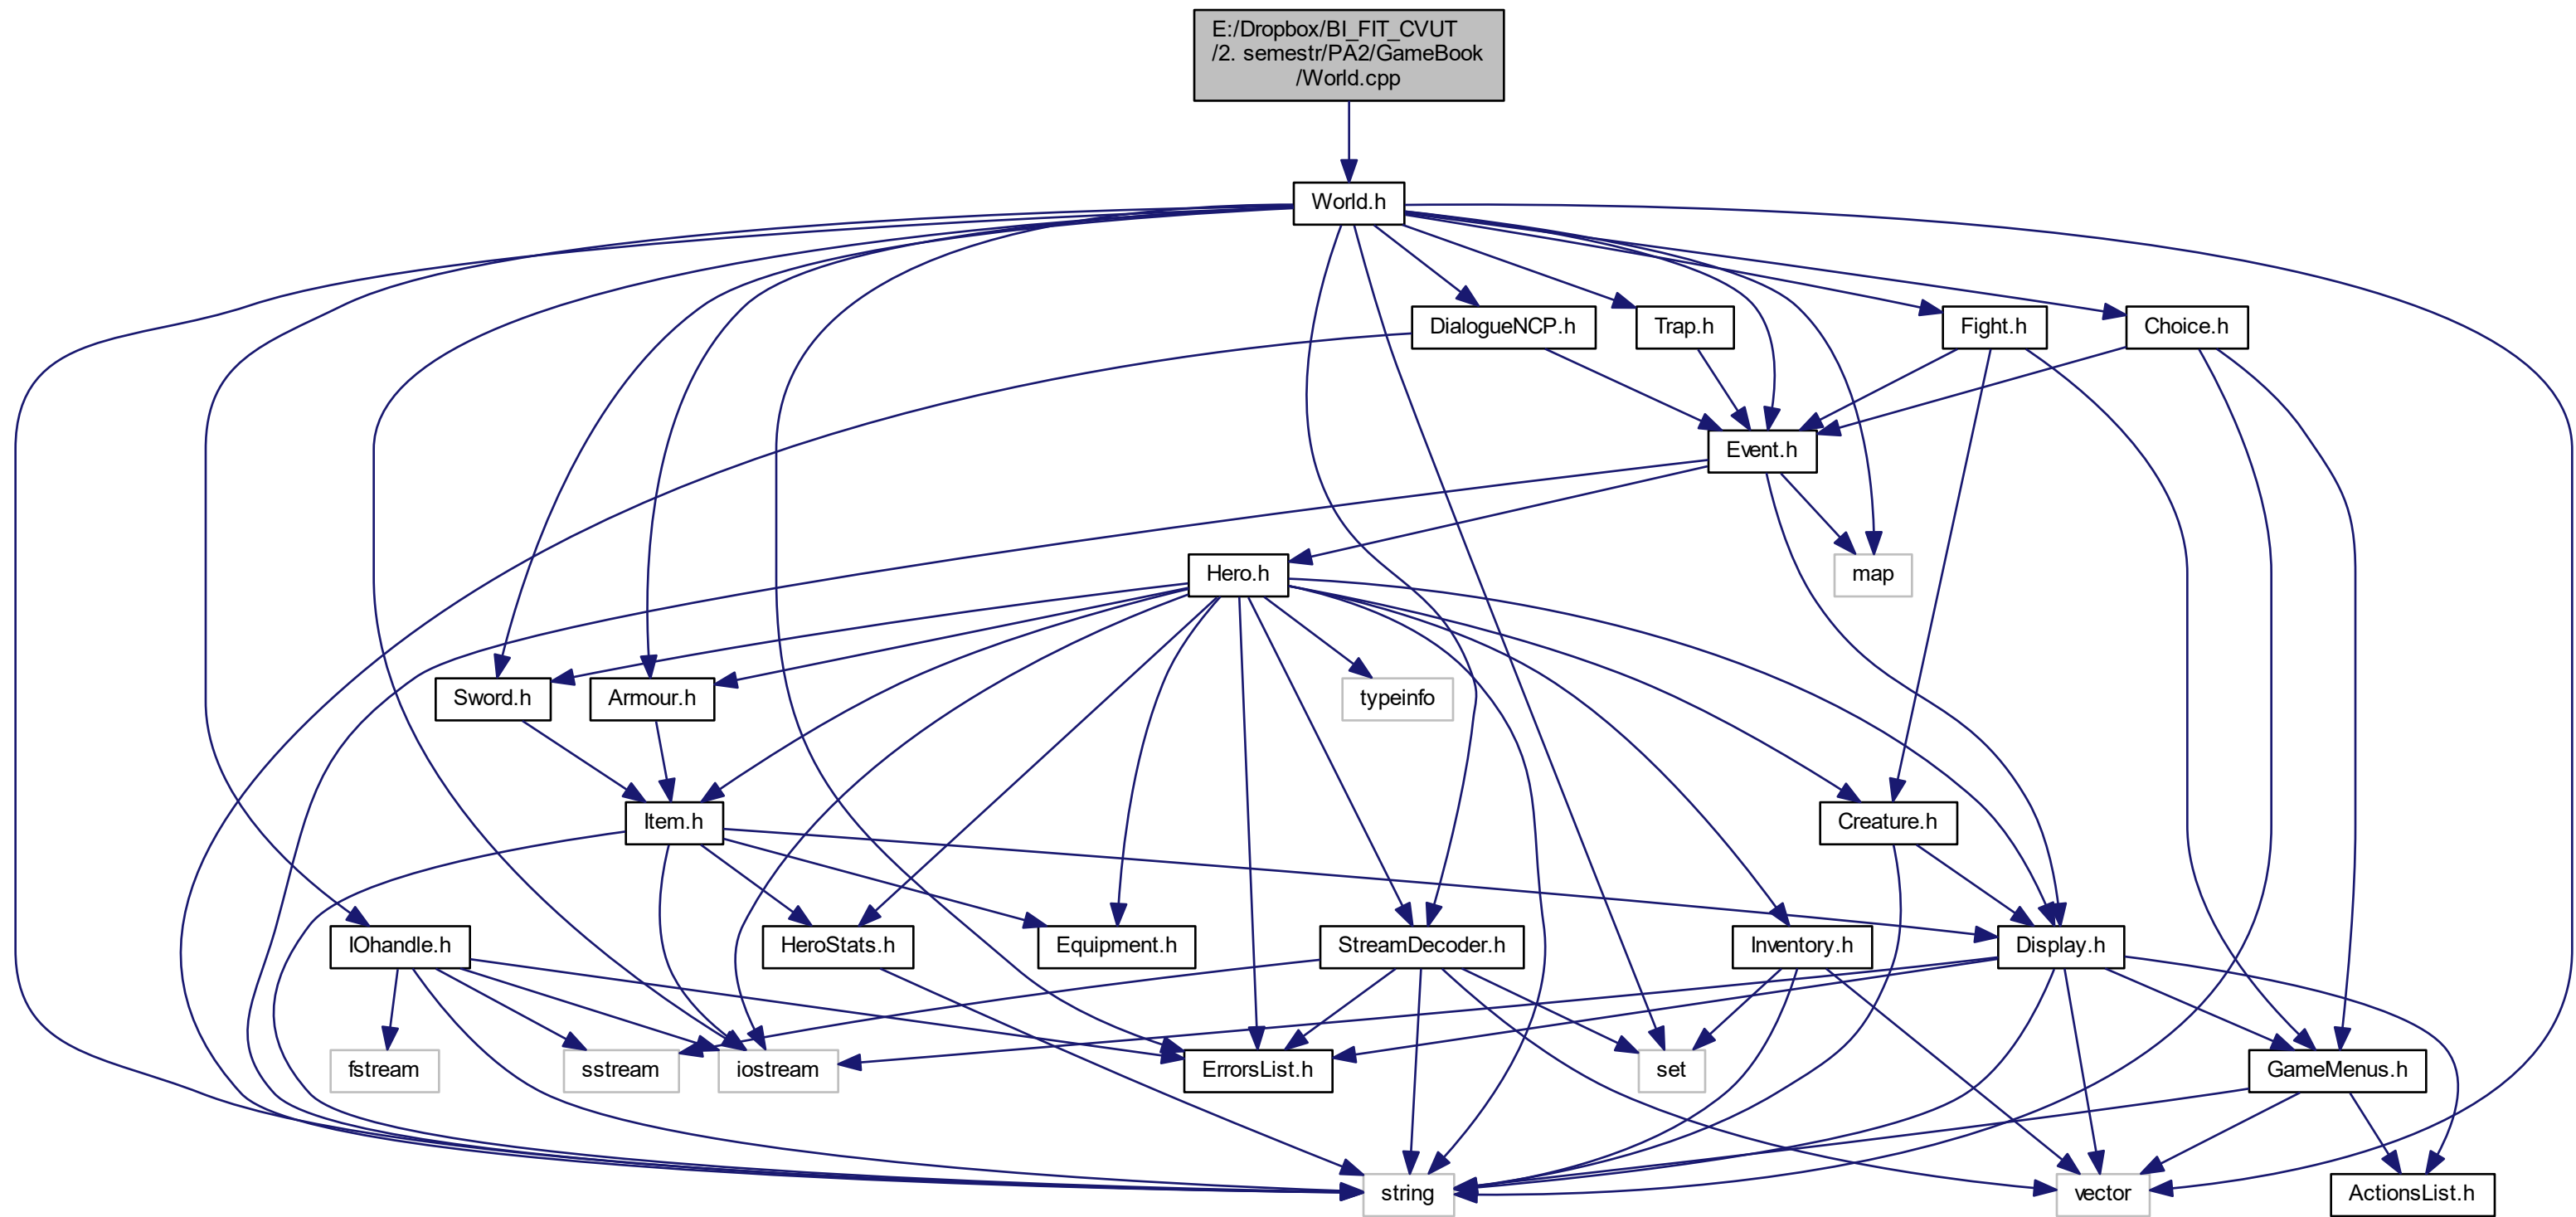 E:/Dropbox/BI_FIT_CVUT
/2. semestr/PA2/GameBook
/World.cpp
World.h
DialogueNCP.h
Trap.h
Fight.h
Choice.h
Event.h
Hero.h
map
Sword.h
Armour.h
typeinfo
Item.h
Creature.h
IOhandle.h
HeroStats.h
Equipment.h
StreamDecoder.h
Inventory.h
Display.h
fstream
sstream
iostream
ErrorsList.h
set
GameMenus.h
string
vector
ActionsList.h